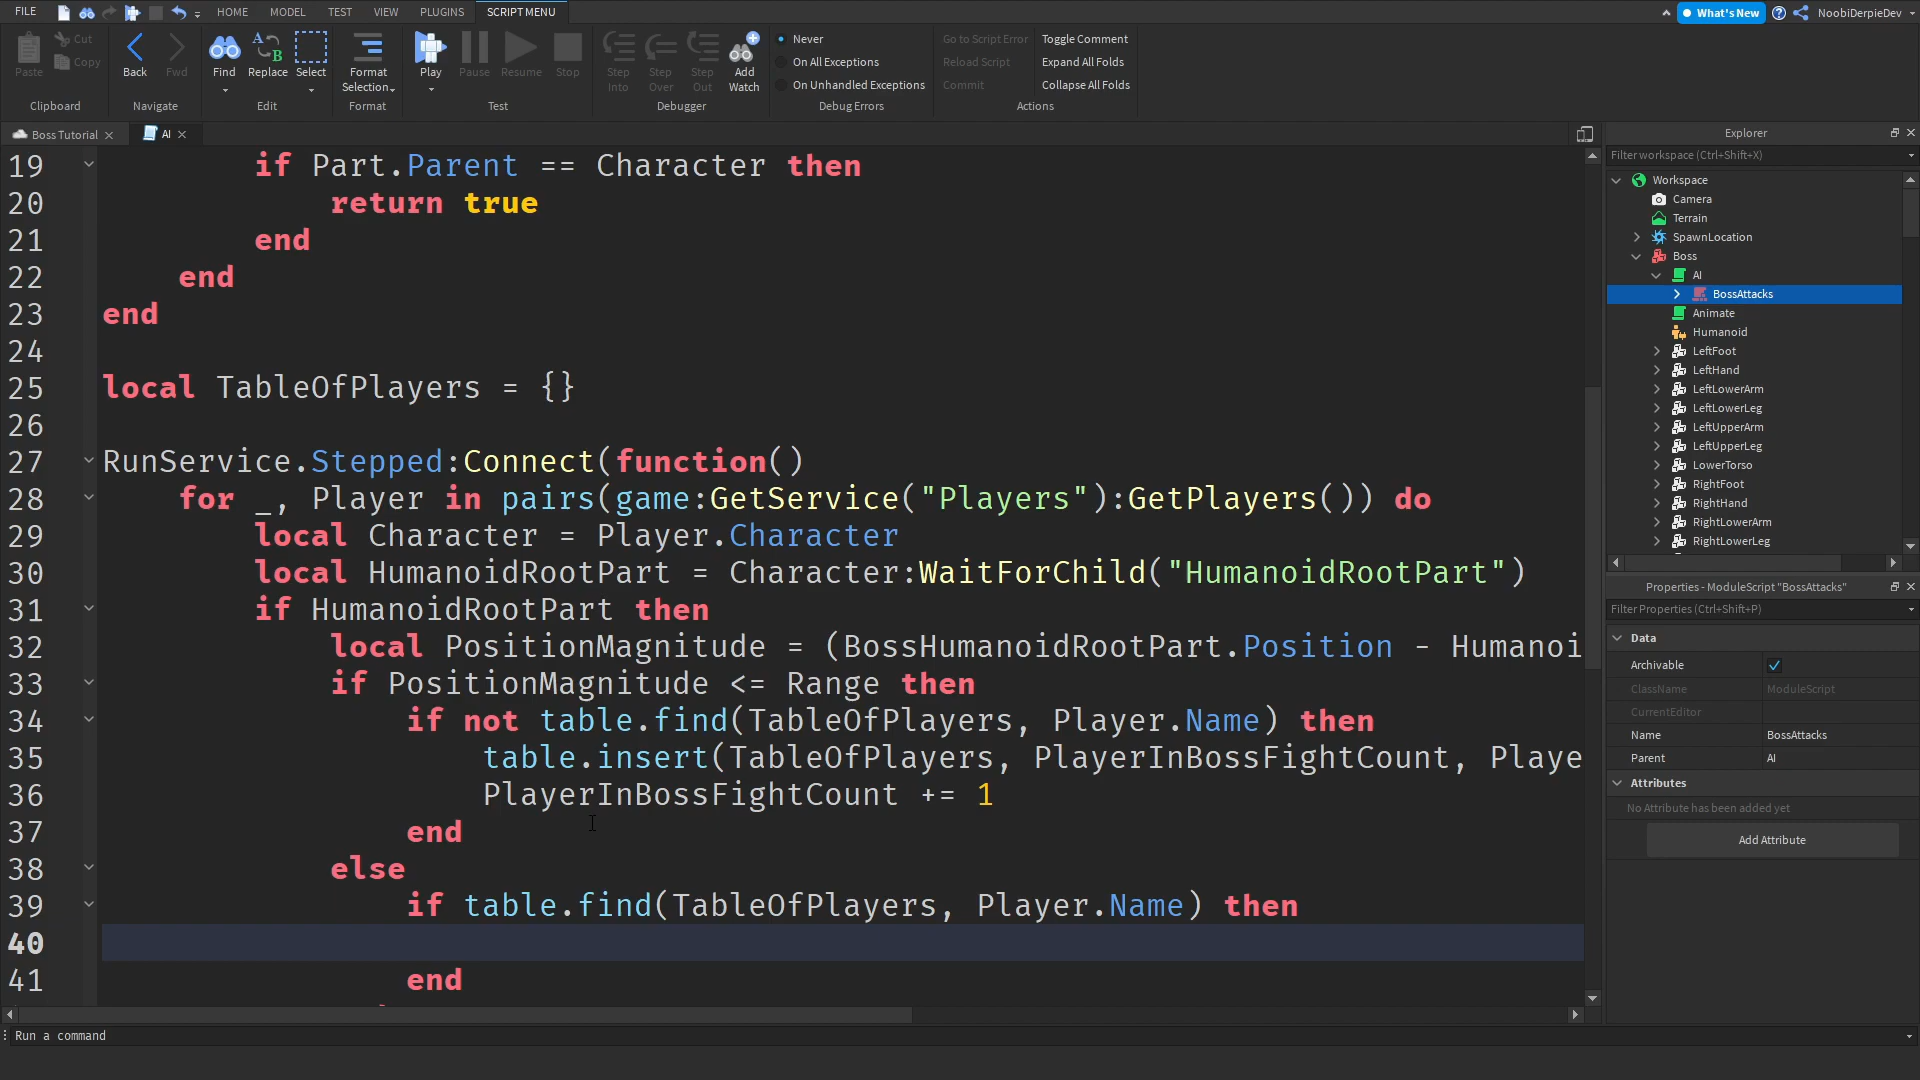 FILE HOME MODEL TEST VIEW PLUGINS SCRIPT MENU What's New NoobiDerpieDev
Paste Cut Copy Clipboard
Back Fwd Navigate
Find Replace Select Edit
Format Selection Format
Play Pause Resume Stop Test
Step Into Step Over Step Out Add Watch Debugger
Never
On All Exceptions
On Unhandled Exceptions
Debug Errors
Go to Script Error Toggle Comment
Reload Script Expand All Folds
Commit Collapse All Folds
Actions
Boss Tutorial AI
19 if Part.Parent == Character then
20 return true
21 end
22 end
23 end
24
25 local TableOfPlayers = {}
26
27 RunService.Stepped:Connect(function()
28 for _, Player in pairs(game:GetService("Players"):GetPlayers()) do
29 local Character = Player.Character
30 local HumanoidRootPart = Character:WaitForChild("HumanoidRootPart")
31 if HumanoidRootPart then
32 local PositionMagnitude = (BossHumanoidRootPart.Position - Humanoi
33 if PositionMagnitude <= Range then
34 if not table.find(TableOfPlayers, Player.Name) then
35 table.insert(TableOfPlayers, PlayerInBossFightCount, Playe
36 PlayerInBossFightCount += 1
37 end
38 else
39 if table.find(TableOfPlayers, Player.Name) then
40
41 end
Run a command
Explorer
Filter workspace (Ctrl+Shift+X)
Workspace
Camera
Terrain
SpawnLocation
Boss
AI
BossAttacks
Animate
Humanoid
LeftFoot
LeftHand
LeftLowerArm
LeftLowerLeg
LeftUpperArm
LeftUpperLeg
LowerTorso
RightFoot
RightHand
RightLowerArm
RightLowerLeg
Properties - ModuleScript "BossAttacks"
Filter Properties (Ctrl+Shift+P)
Data
Archivable
ClassName ModuleScript
CurrentEditor
Name BossAttacks
Parent AI
Attributes
No Attribute has been added yet
Add Attribute